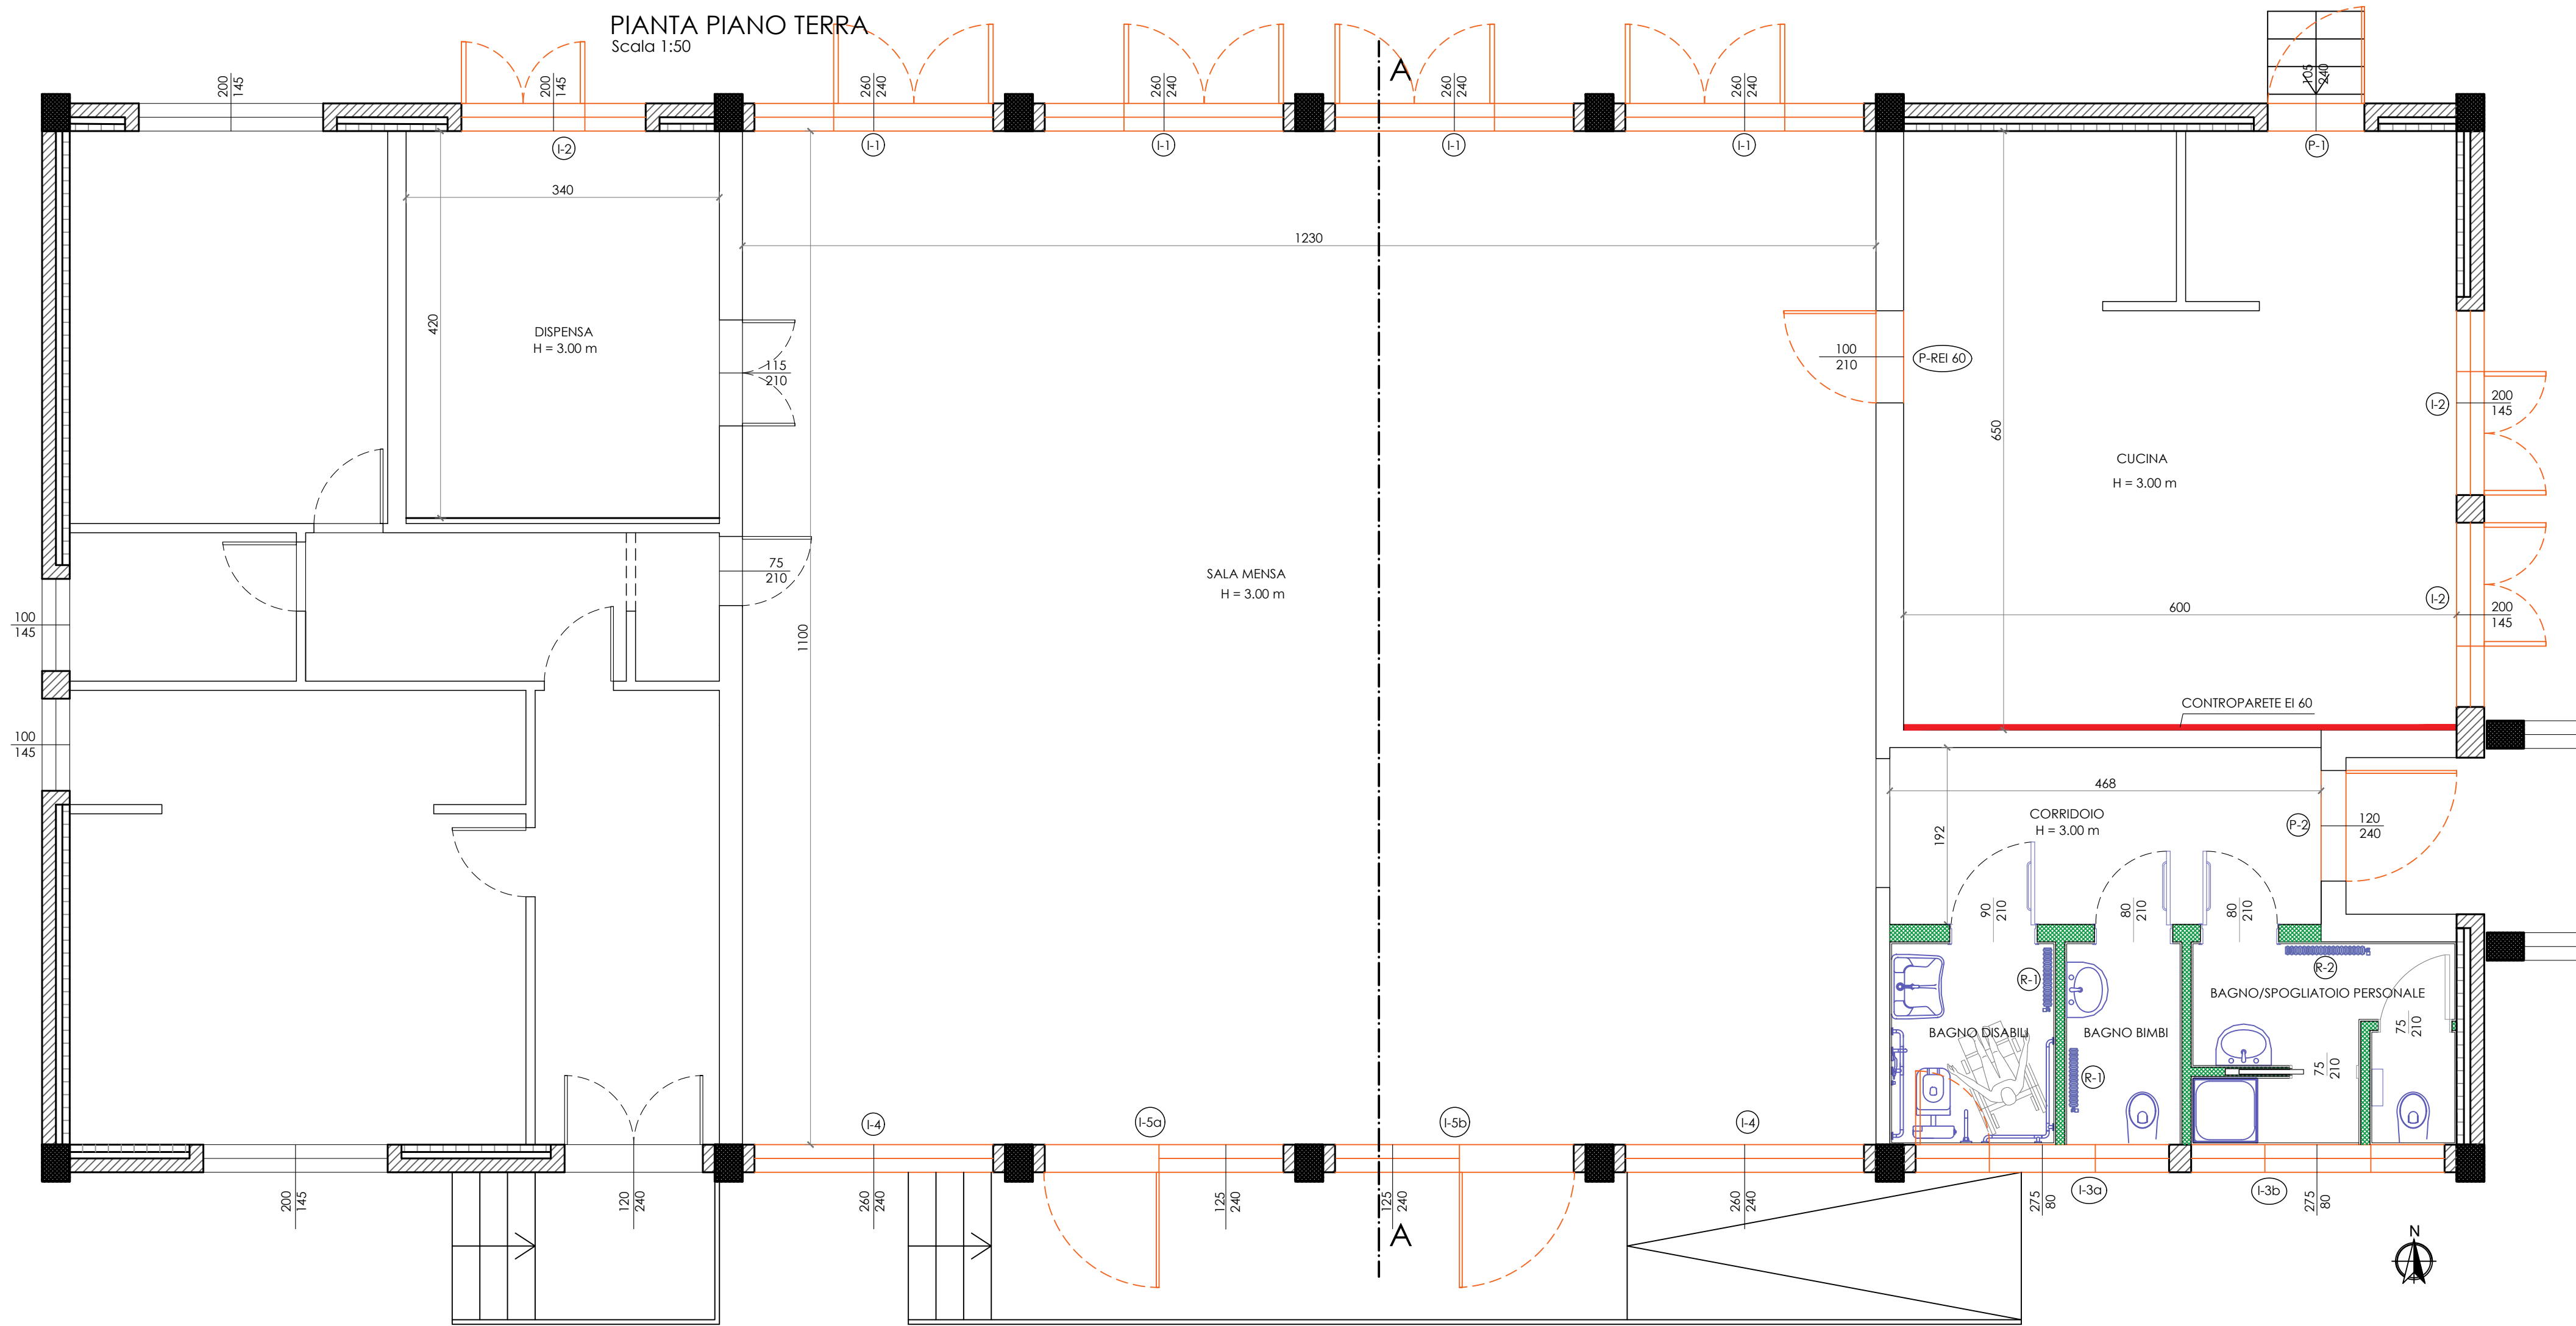 PIANTA PIANO TERRA
Scala 1:50
200
145
200
145
260
240
260
240
A
260
240
260
240
105
240
I-2
I-1
I-1
I-1
I-1
P-1
340
1230
420
DISPENSA
H = 3.00 m
115
210
100
210
P-REI 60
650
I-2
200
145
CUCINA
H = 3.00 m
75
210
SALA MENSA
H = 3.00 m
I-2
200
145
600
100
145
1100
CONTROPARETE EI 60
100
145
468
192
CORRIDOIO
H = 3.00 m
P-2
120
240
90
210
80
210
80
210
R-1
R-2
BAGNO/SPOGLIATOIO PERSONALE
BAGNO DISABILI
BAGNO BIMBI
75
210
75
210
R-1
I-4
I-5a
I-5b
I-4
200
145
120
240
260
240
125
240
125
240
260
240
275
80
I-3a
I-3b
275
80
A
N